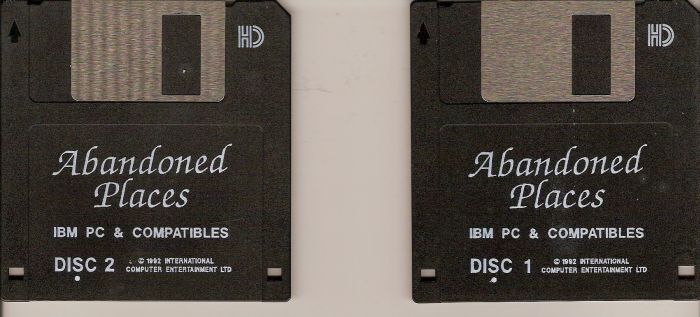 HD
Abandoned
Places
IBM PC & COMPATIBLES
DISC 2 © 1992 INTERNATIONAL
COMPUTER ENTERTAINMENT LTD
HD
Abandoned
Places
IBM PC & COMPATIBLES
DISC 1 © 1992 INTERNATIONAL
COMPUTER ENTERTAINMENT LTD